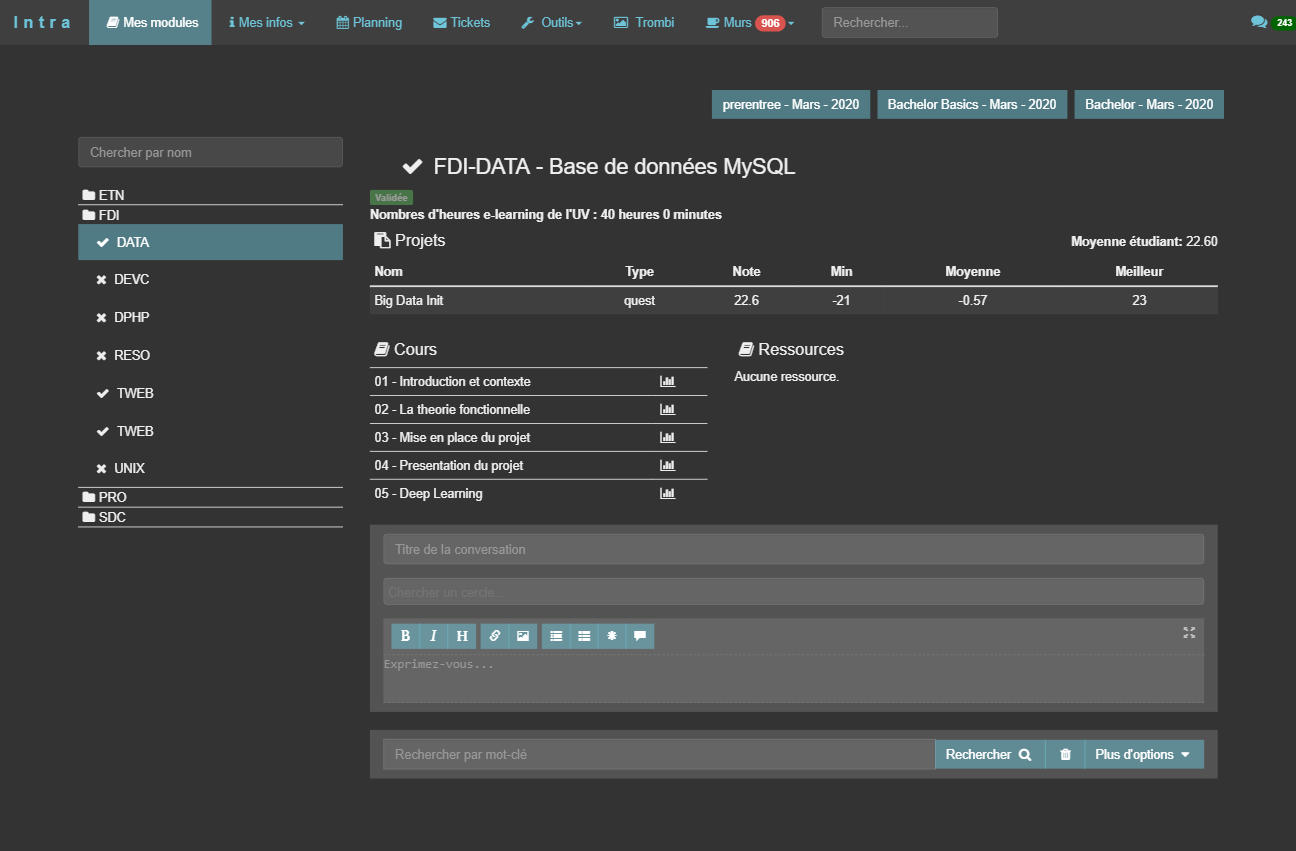 Intra Mes modules Mes infos Planning Tickets Outils Trombi Murs 906 Rechercher... 243
prerentree - Mars - 2020 Bachelor Basics - Mars - 2020 Bachelor - Mars - 2020
Chercher par nom
ETN
FDI
DATA
DEVC
DPHP
RESO
TWEB
TWEB
UNIX
PRO
SDC
FDI-DATA - Base de données MySQL
Validée
Nombres d'heures e-learning de l'UV : 40 heures 0 minutes
Projets Moyenne étudiant: 22.60
Nom Type Note Min Moyenne Meilleur
Big Data Init quest 22.6 -21 -0.57 23
Cours
01 - Introduction et contexte
02 - La theorie fonctionnelle
03 - Mise en place du projet
04 - Presentation du projet
05 - Deep Learning
Ressources
Aucune ressource.
Titre de la conversation
Chercher un cercle...
B I H
Exprimez-vous...
Rechercher par mot-clé Rechercher Plus d'options